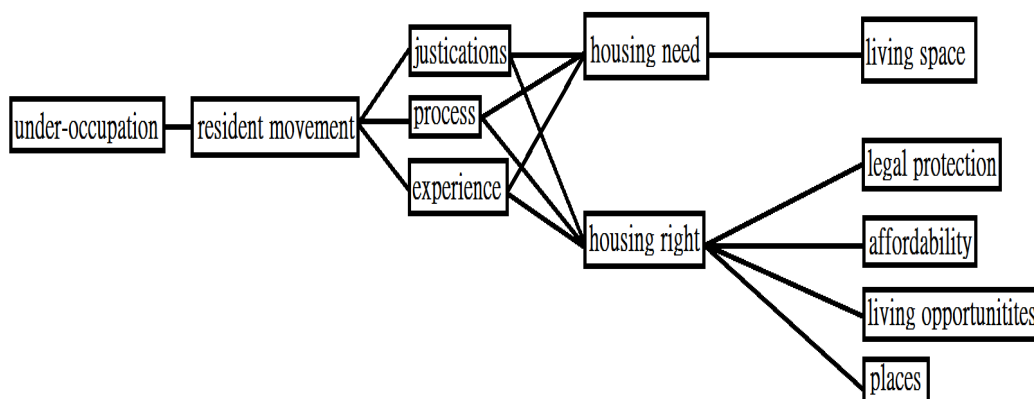 under-occupation
resident movement
justications
process
experience
housing need
housing right
living space
legal protection
affordability
living opportunitites
places